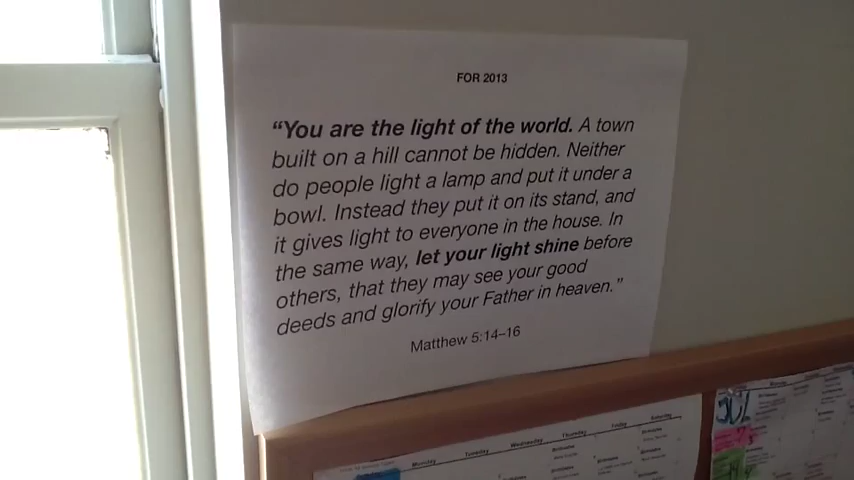 FOR 2013
“You are the light of the world. A town
built on a hill cannot be hidden. Neither
do people light a lamp and put it under a
bowl. Instead they put it on its stand, and
it gives light to everyone in the house. In
the same way, let your light shine before
others, that they may see your good
deeds and glorify your Father in heaven.”
Matthew 5:14–16
Monday Tuesday Wednesday Thursday Friday Saturday
JUL